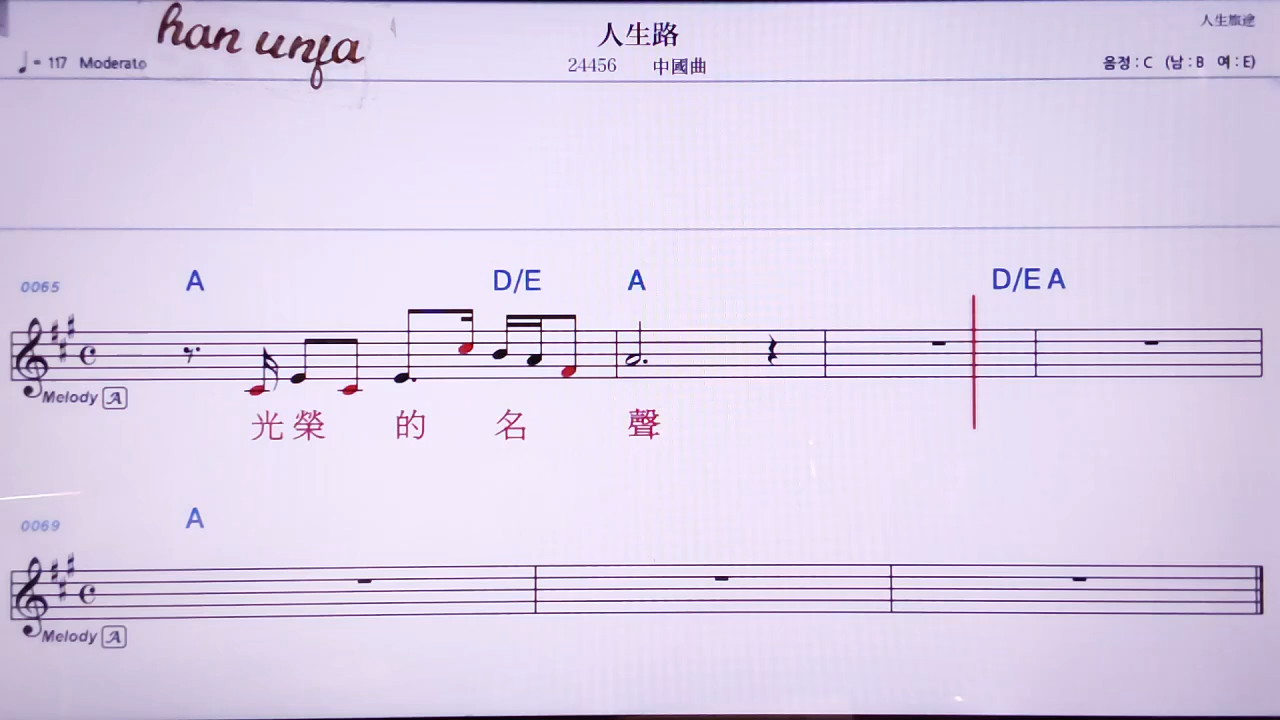 han unfa
人生路
人生旅途
♩= 117 Moderato
24456 中國曲
음정 : C (남 : B 여 : E)
A D/E A D/E A
0065
Melody A
光榮 的 名 聲
A
0069
Melody A